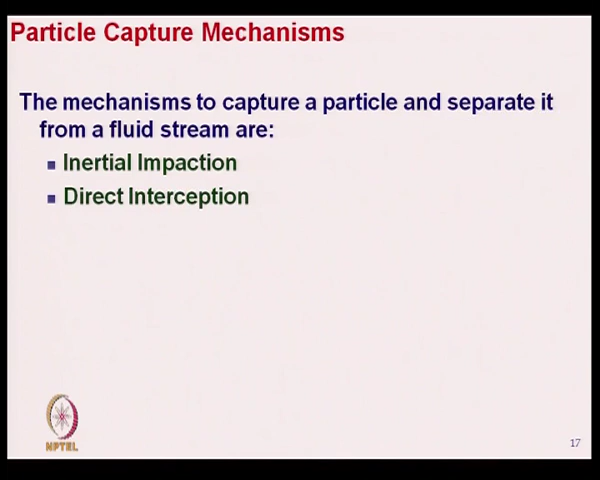 Particle Capture Mechanisms
The mechanisms to capture a particle and separate it
from a fluid stream are:
Inertial Impaction
Direct Interception
NPTEL
17